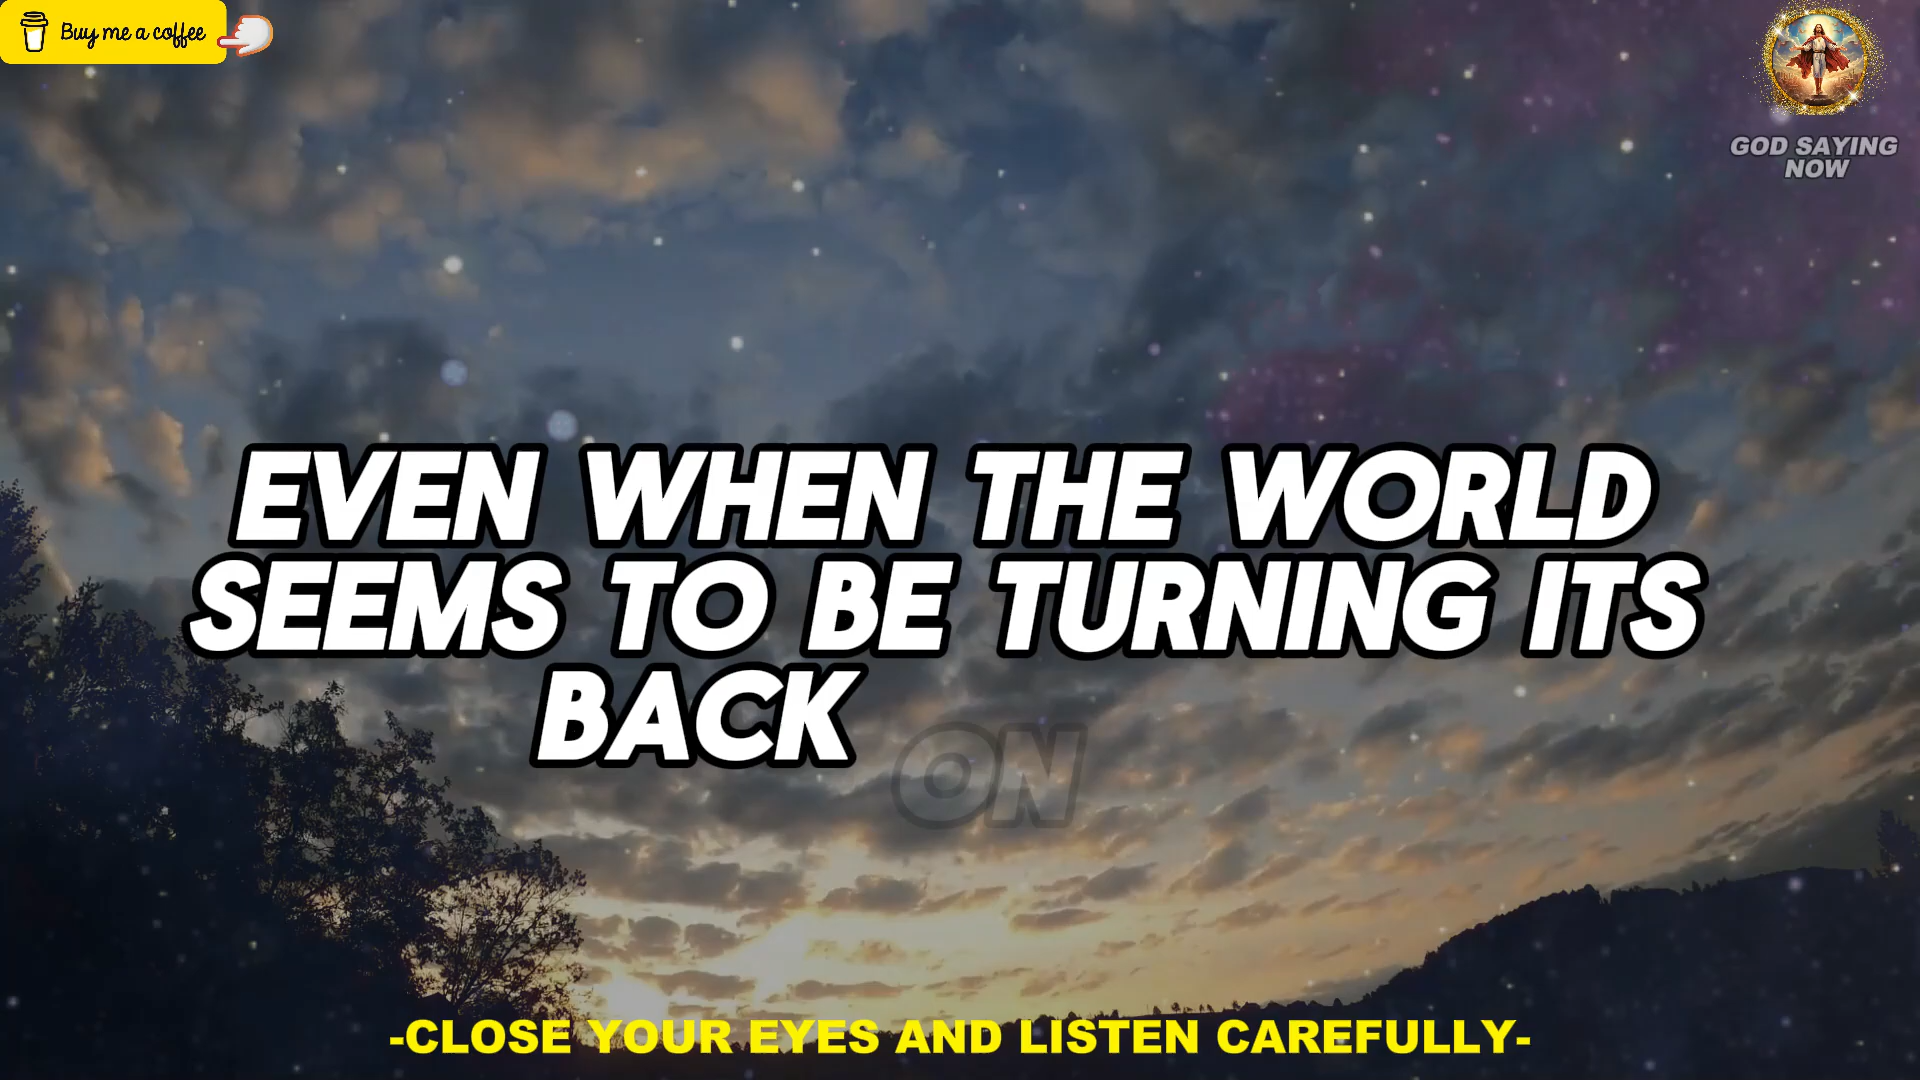 Buy me a coffee
GOD SAYING
NOW
EVEN WHEN THE WORLD
SEEMS TO BE TURNING ITS
BACK ON
-CLOSE YOUR EYES AND LISTEN CAREFULLY-